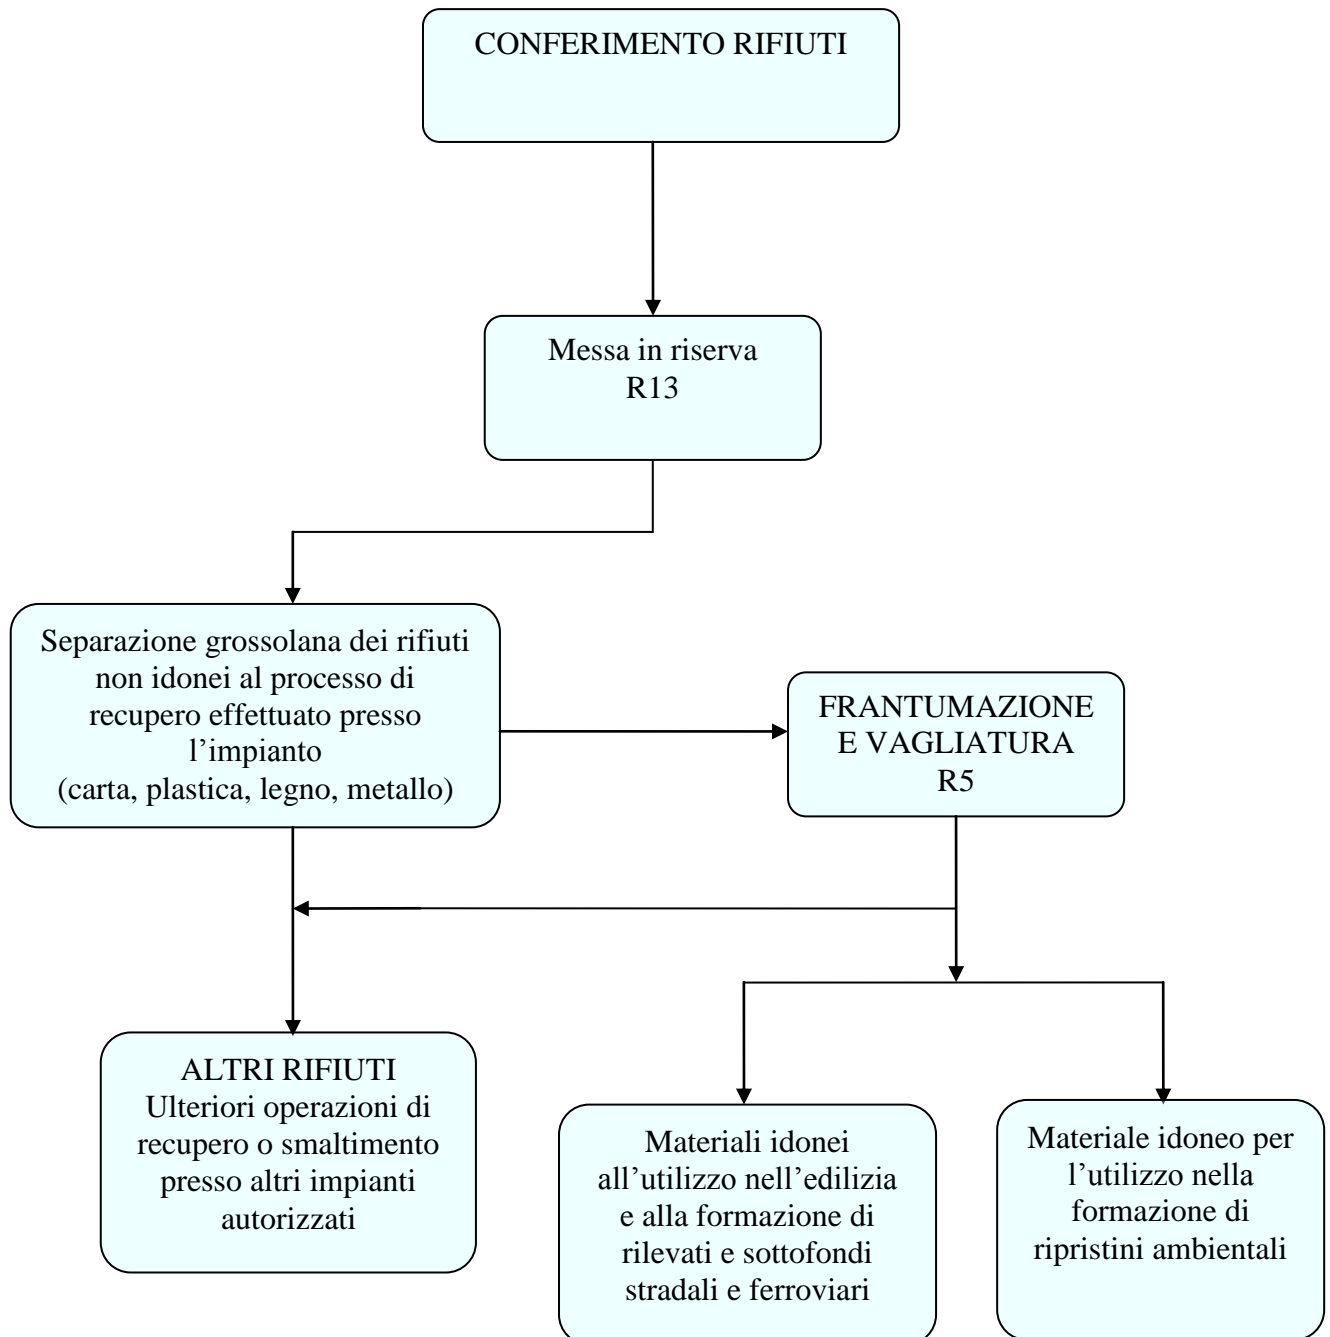 CONFERIMENTO RIFIUTI
Messa in riserva
R13
Separazione grossolana dei rifiuti
non idonei al processo di
recupero effettuato presso
l’impianto
(carta, plastica, legno, metallo)
FRANTUMAZIONE
E VAGLIATURA
R5
ALTRI RIFIUTI
Ulteriori operazioni di
recupero o smaltimento
presso altri impianti
autorizzati
Materiali idonei
all’utilizzo nell’edilizia
e alla formazione di
rilevati e sottofondi
stradali e ferroviari
Materiale idoneo per
l’utilizzo nella
formazione di
ripristini ambientali